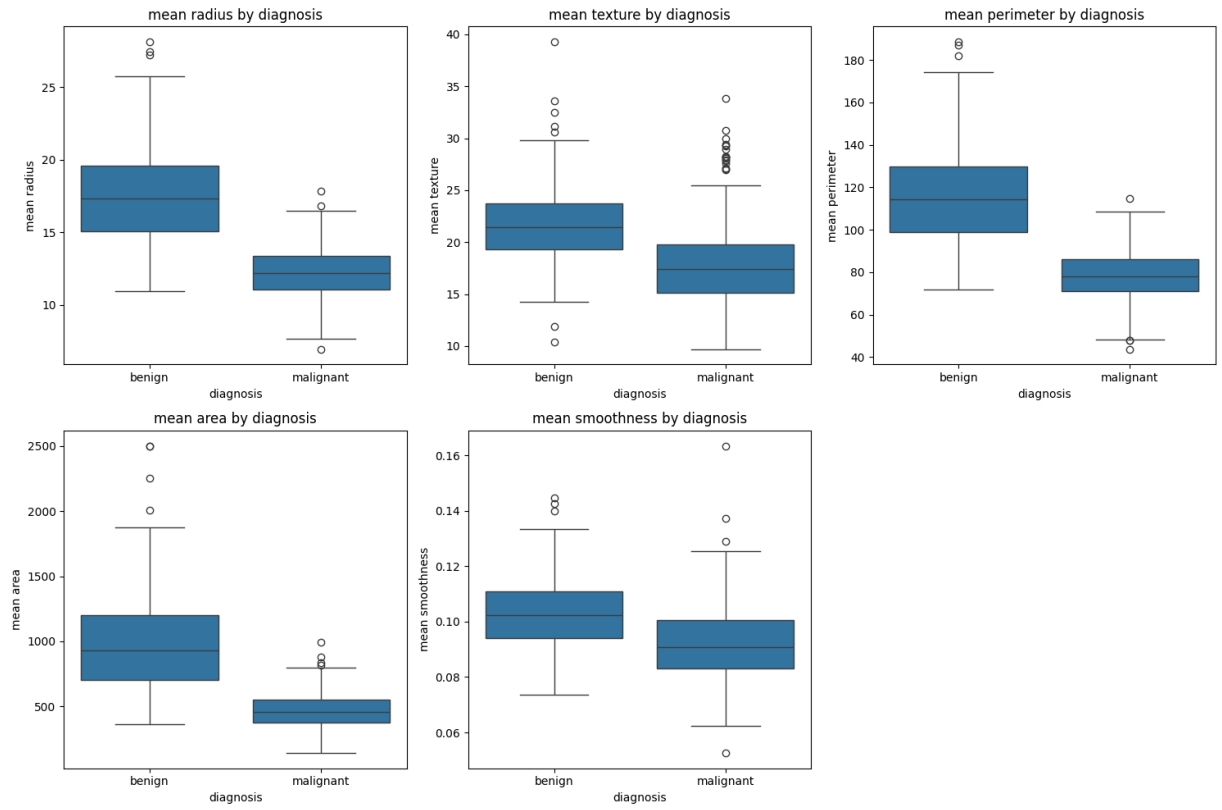 mean radius by diagnosis
25
20
15
10
mean radius
benign
malignant
diagnosis
mean texture by diagnosis
40
35
30
25
20
15
10
mean texture
benign
malignant
diagnosis
mean perimeter by diagnosis
180
160
140
120
100
80
60
40
mean perimeter
benign
malignant
diagnosis
mean area by diagnosis
2500
2000
1500
1000
500
mean area
benign
malignant
diagnosis
mean smoothness by diagnosis
0.16
0.14
0.12
0.10
0.08
0.06
mean smoothness
benign
malignant
diagnosis